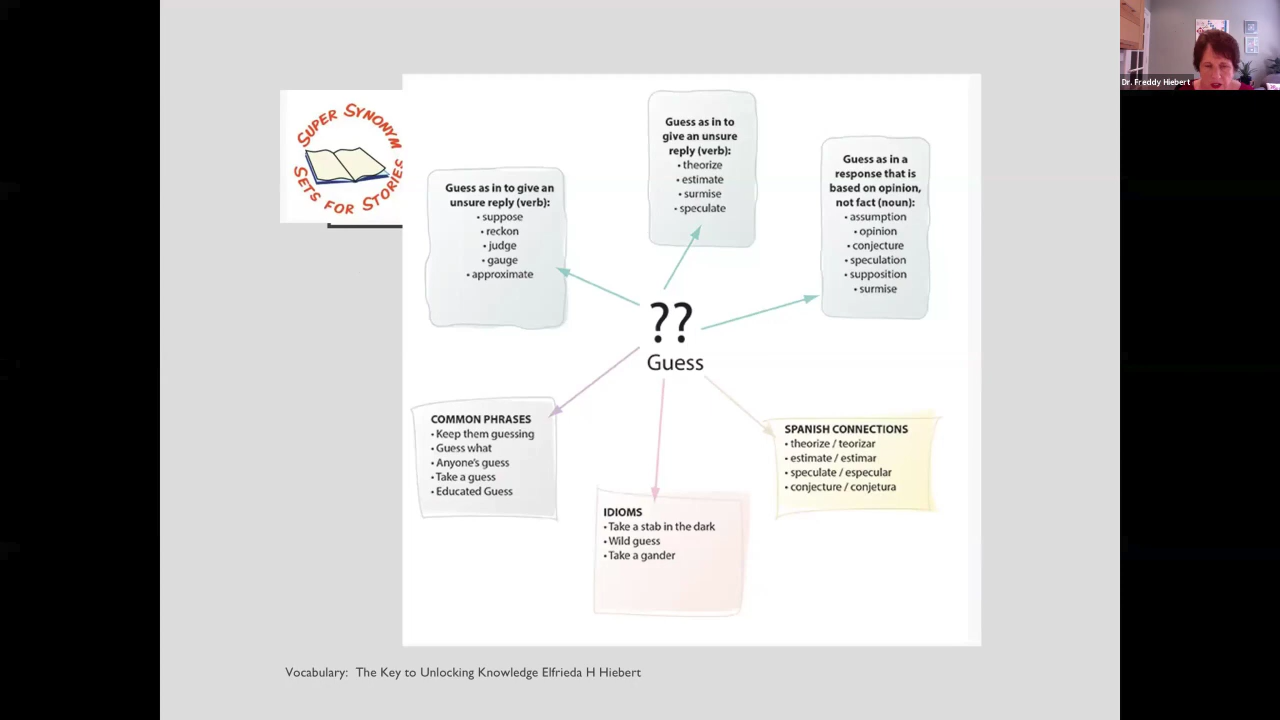 Dr. Freddy Hiebert
SUPER SYNONYM
SETS FOR STORIES
Guess as in to give an
unsure reply (verb):
• suppose
• reckon
• judge
• gauge
• approximate
Guess as in to
give an unsure
reply (verb):
• theorize
• estimate
• surmise
• speculate
Guess as in a
response that is
based on opinion,
not fact (noun):
• assumption
• opinion
• conjecture
• speculation
• supposition
• surmise
??
Guess
COMMON PHRASES
• Keep them guessing
• Guess what
• Anyone's guess
• Take a guess
• Educated Guess
IDIOMS
• Take a stab in the dark
• Wild guess
• Take a gander
SPANISH CONNECTIONS
• theorize / teorizar
• estimate / estimar
• speculate / especular
• conjecture / conjetura
Vocabulary: The Key to Unlocking Knowledge Elfrieda H Hiebert